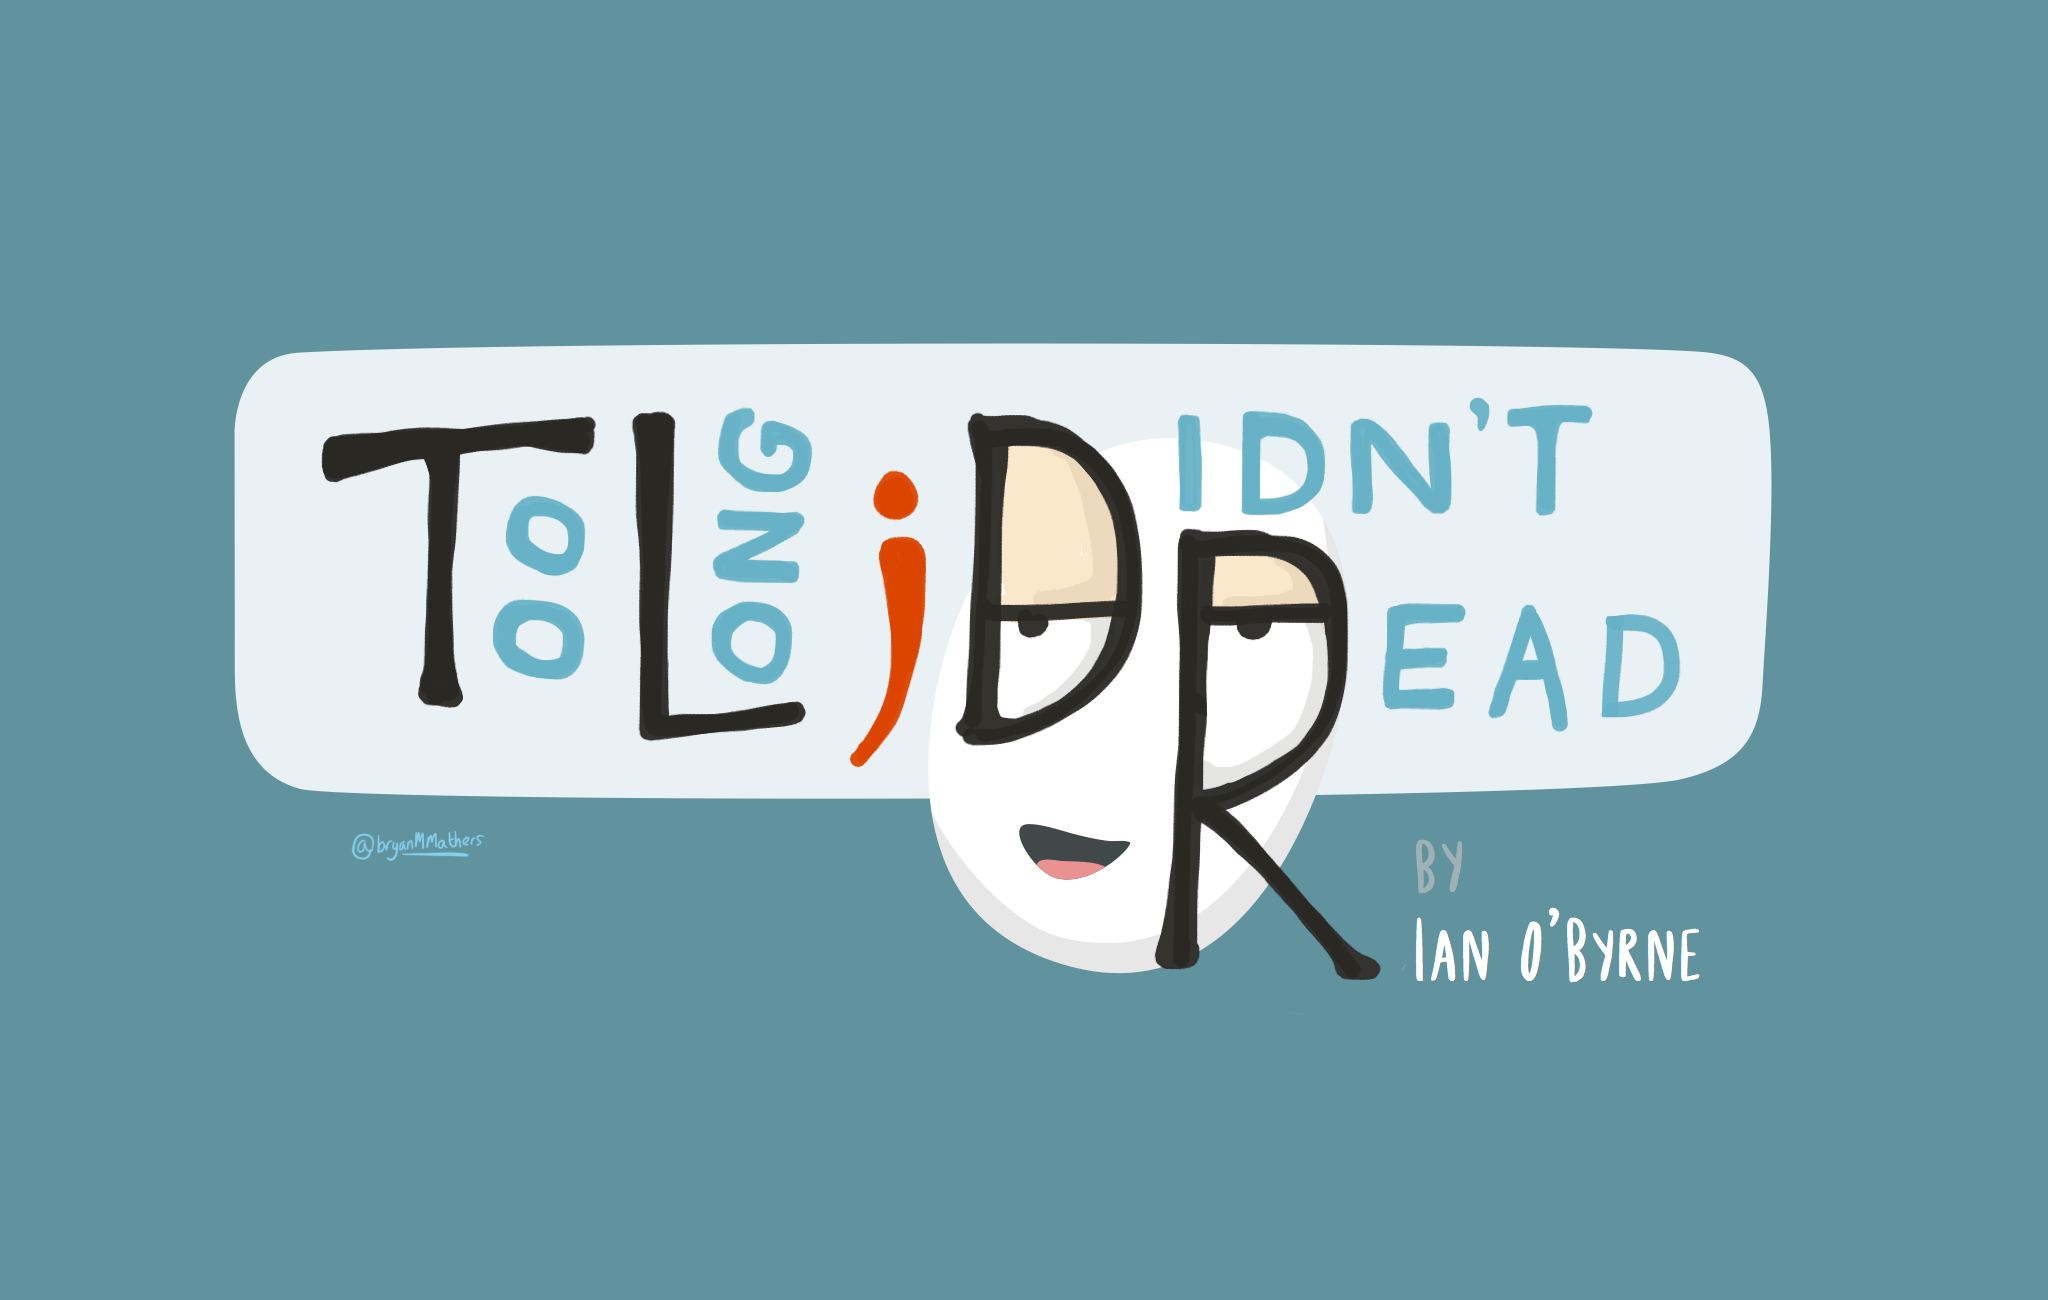 TOO LONG; DIDN'T
READ
@bryanMMathers
BY
IAN O'BYRNE